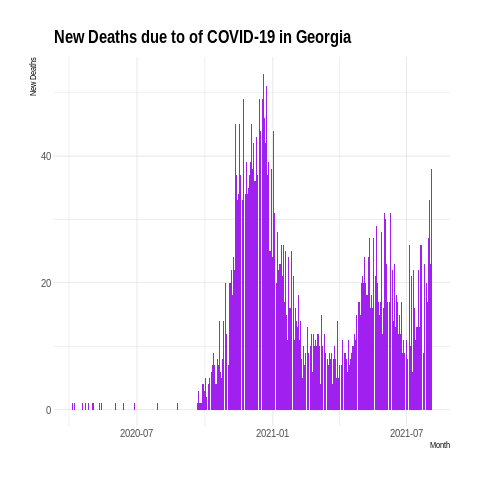 New Deaths due to of COVID-19 in Georgia
New Deaths
40
20
0
2020-07
2021-01
2021-07
Month